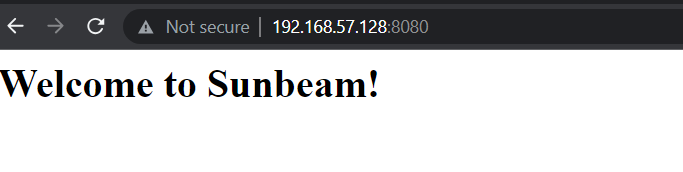 Not secure | 192.168.57.128:8080
Welcome to Sunbeam!